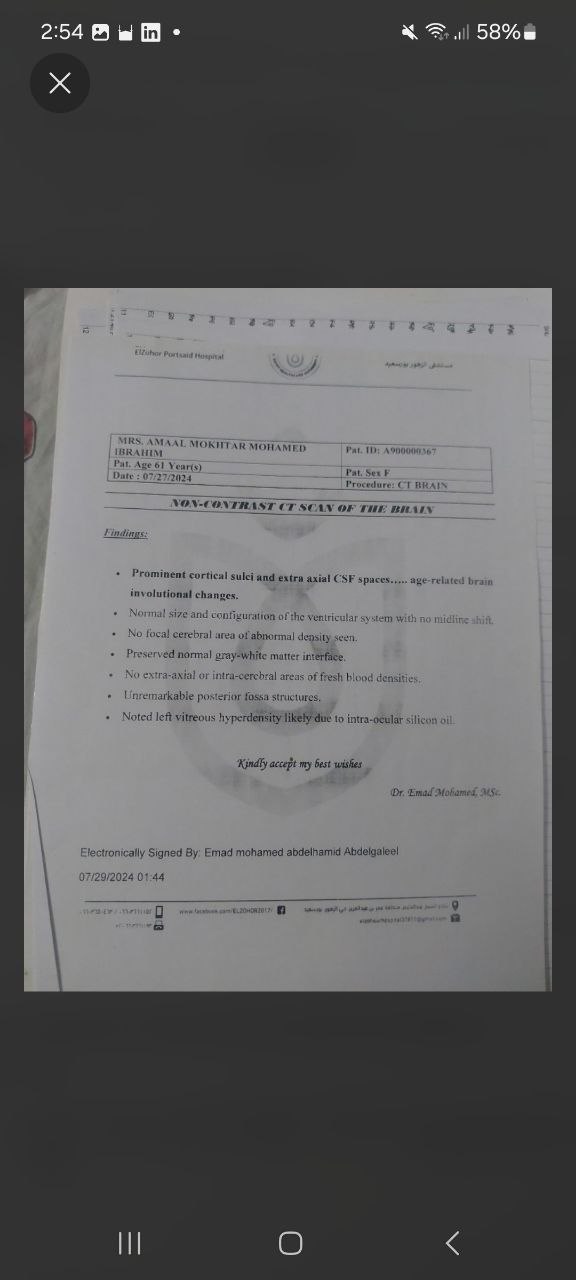 2:54
58%
ElZohor Portsaid Hospital
مستشفى الزهور بورسعيد
MRS. AMAAL MOKHTAR MOHAMED IBRAHIM
Pat. ID: A900000367
Pat. Age 61 Year(s)
Pat. Sex F
Date : 07/27/2024
Procedure: CT BRAIN
NON-CONTRAST CT SCAN OF THE BRAIN
Findings:
• Prominent cortical sulci and extra axial CSF spaces..... age-related brain
involutional changes.
• Normal size and configuration of the ventricular system with no midline shift.
• No focal cerebral area of abnormal density seen.
• Preserved normal gray-white matter interface.
• No extra-axial or intra-cerebral areas of fresh blood densities.
• Unremarkable posterior fossa structures.
• Noted left vitreous hyperdensity likely due to intra-ocular silicon oil.
Kindly accept my best wishes
Dr. Emad Mohamed, MSc.
Electronically Signed By: Emad mohamed abdelhamid Abdelgaleel
07/29/2024 01:44